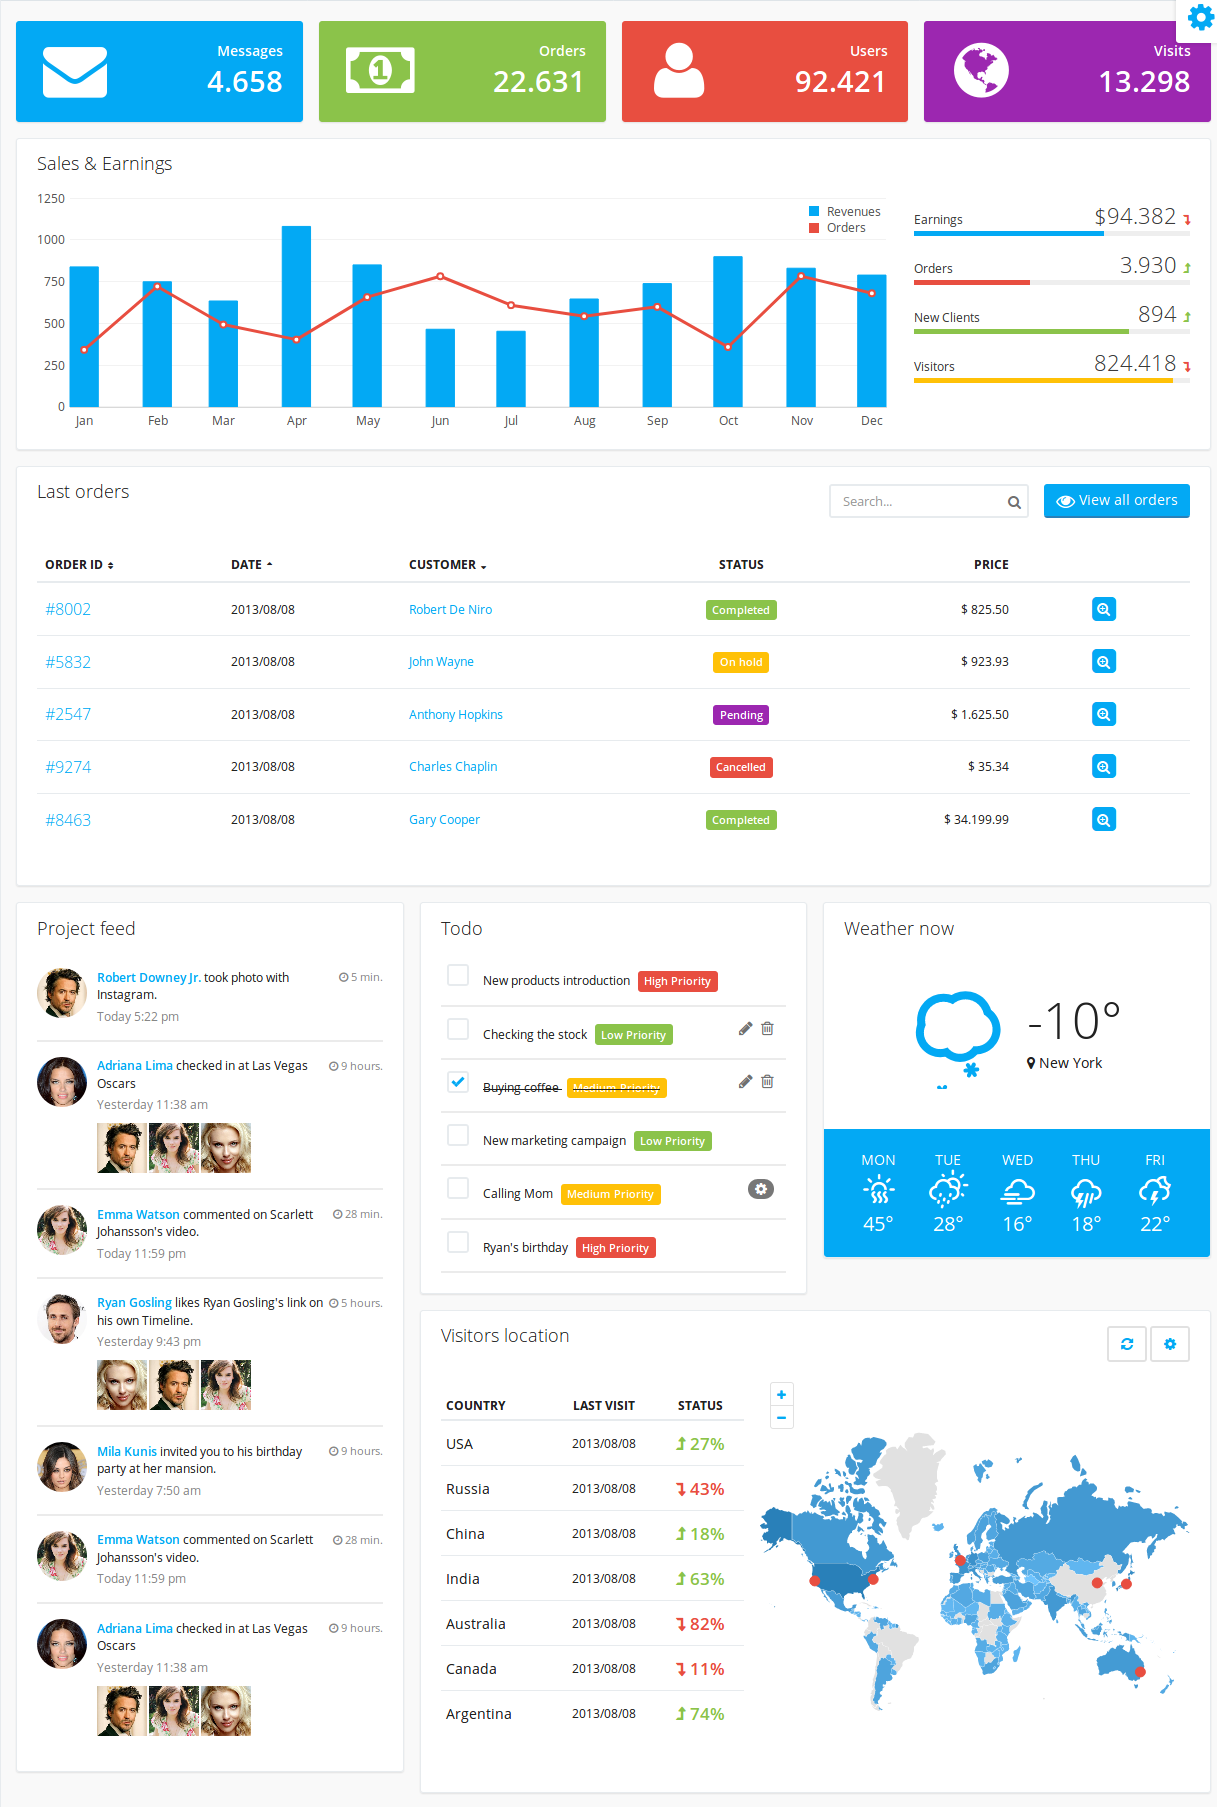 Messages
4.658
Orders
22.631
Users
92.421
Visits
13.298
Sales & Earnings
1250
1000
750
500
250
0
Revenues
Orders
Jan Feb Mar Apr May Jun Jul Aug Sep Oct Nov Dec
Earnings $94.382
Orders 3.930
New Clients 894
Visitors 824.418
Last orders
Search...
View all orders
ORDER ID DATE CUSTOMER STATUS PRICE
#8002 2013/08/08 Robert De Niro Completed $ 825.50
#5832 2013/08/08 John Wayne On hold $ 923.93
#2547 2013/08/08 Anthony Hopkins Pending $ 1.625.50
#9274 2013/08/08 Charles Chaplin Cancelled $ 35.34
#8463 2013/08/08 Gary Cooper Completed $ 34.199.99
Project feed
Robert Downey Jr. took photo with 5 min.
Instagram.
Today 5:22 pm
Adriana Lima checked in at Las Vegas 9 hours.
Oscars
Yesterday 11:38 am
Emma Watson commented on Scarlett 28 min.
Johansson's video.
Today 11:59 pm
Ryan Gosling likes Ryan Gosling's link on 5 hours.
his own Timeline.
Yesterday 9:43 pm
Mila Kunis invited you to his birthday 9 hours.
party at her mansion.
Yesterday 7:50 am
Emma Watson commented on Scarlett 28 min.
Johansson's video.
Today 11:59 pm
Adriana Lima checked in at Las Vegas 9 hours.
Oscars
Yesterday 11:38 am
Todo
New products introduction High Priority
Checking the stock Low Priority
Buying coffee Medium Priority
New marketing campaign Low Priority
Calling Mom Medium Priority
Ryan's birthday High Priority
Weather now
-10°
New York
MON TUE WED THU FRI
45° 28° 16° 18° 22°
Visitors location
COUNTRY LAST VISIT STATUS
USA 2013/08/08 27%
Russia 2013/08/08 43%
China 2013/08/08 18%
India 2013/08/08 63%
Australia 2013/08/08 82%
Canada 2013/08/08 11%
Argentina 2013/08/08 74%
+
−